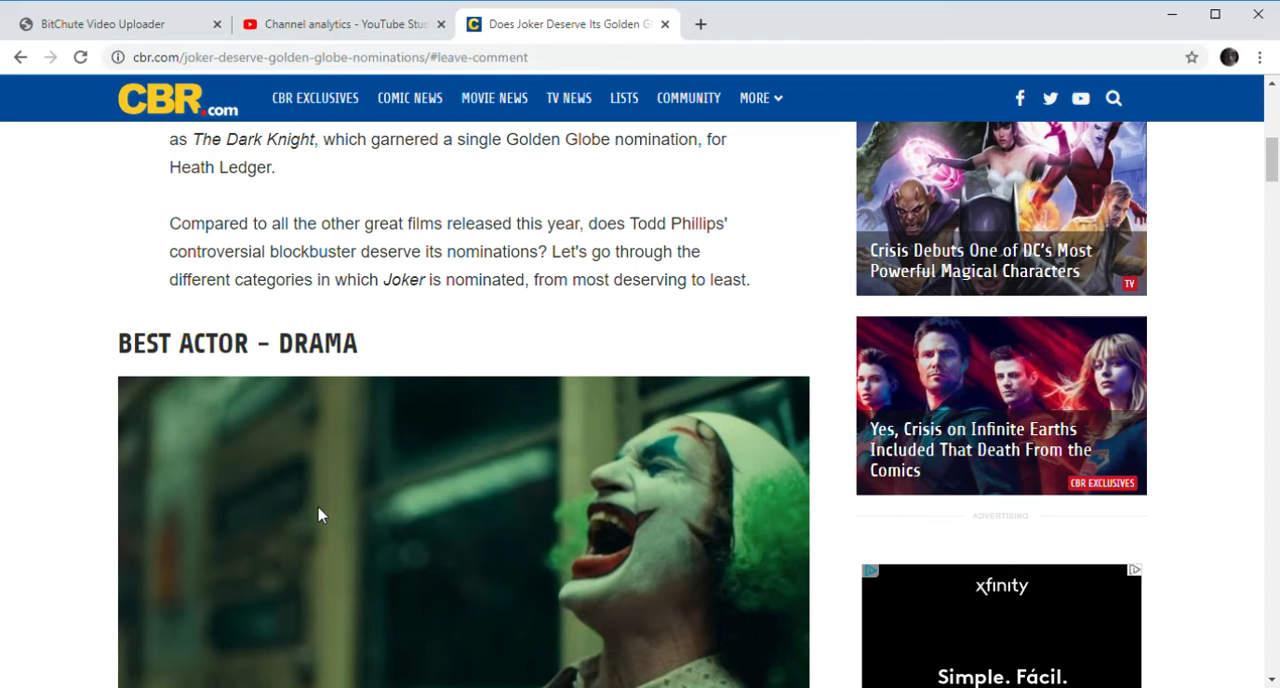 BitChute Video Uploader
Channel analytics - YouTube Stu
Does Joker Deserve Its Golden G
cbr.com/joker-deserve-golden-globe-nominations/#leave-comment
CBR.com
CBR EXCLUSIVES
COMIC NEWS
MOVIE NEWS
TV NEWS
LISTS
COMMUNITY
MORE
as The Dark Knight, which garnered a single Golden Globe nomination, for
Heath Ledger.
Compared to all the other great films released this year, does Todd Phillips'
controversial blockbuster deserve its nominations? Let's go through the
different categories in which Joker is nominated, from most deserving to least.
BEST ACTOR - DRAMA
Crisis Debuts One of DC's Most
Powerful Magical Characters
TV
Yes, Crisis on Infinite Earths
Included That Death From the
Comics
CBR EXCLUSIVES
ADVERTISING
xfinity
Simple. Fácil.